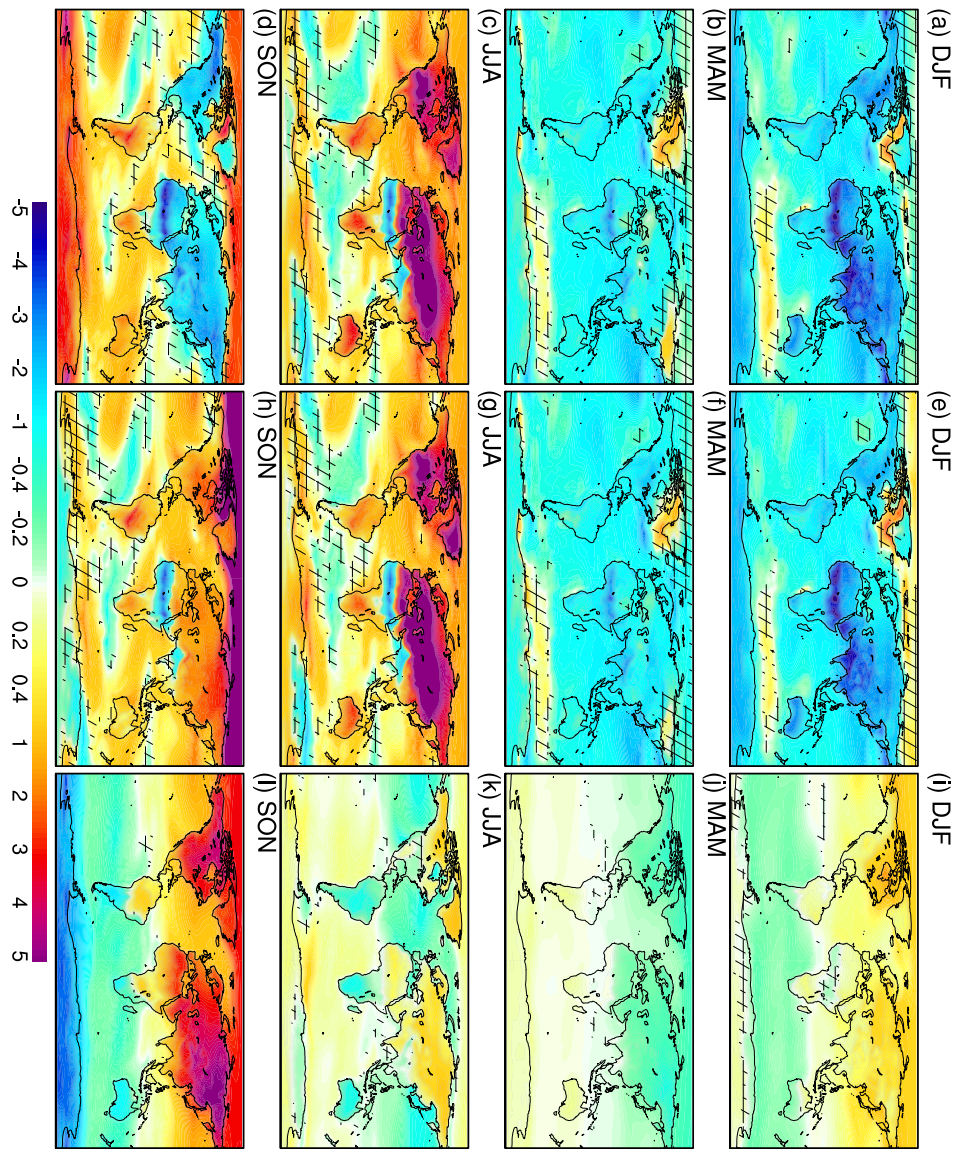 (a) DJF
(e) DJF
(i) DJF
(b) MAM
(f) MAM
(j) MAM
(c) JJA
(g) JJA
(k) JJA
(d) SON
(h) SON
(l) SON
-5 -4 -3 -2 -1 -0.4 -0.2 0 0.2 0.4 1 2 3 4 5